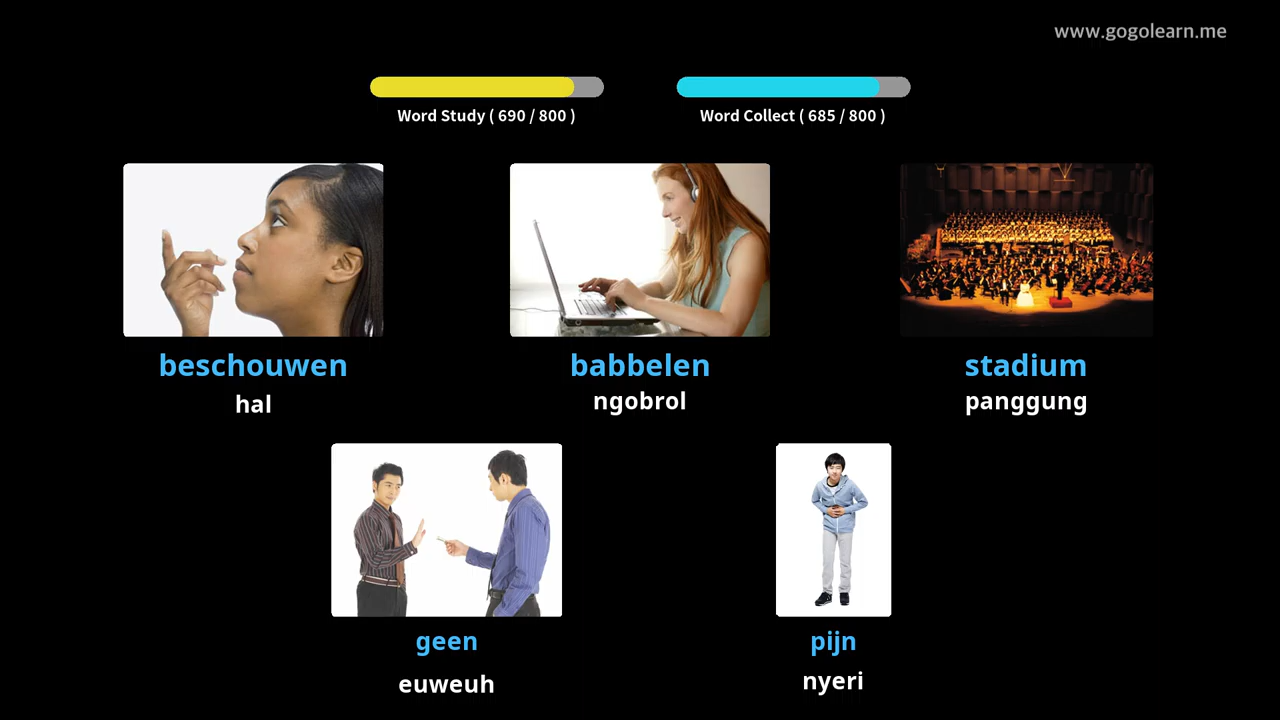 www.gogolearn.me
Word Study ( 690 / 800 )
Word Collect ( 685 / 800 )
beschouwen
hal
babbelen
ngobrol
stadium
panggung
geen
euweuh
pijn
nyeri